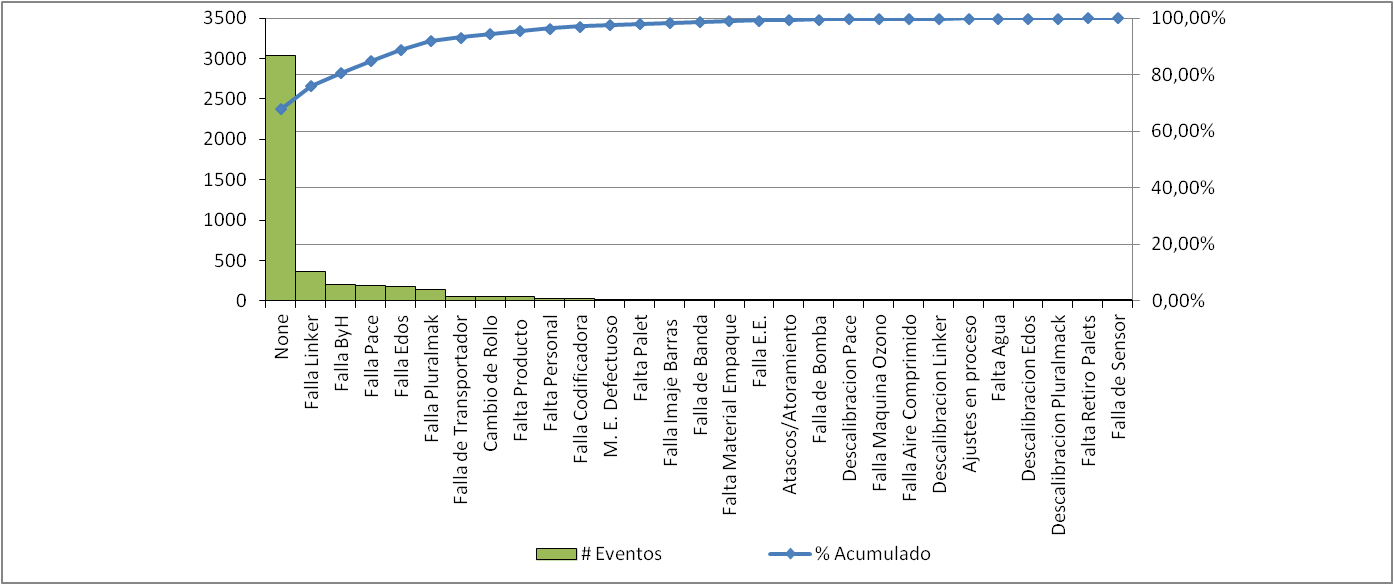 3500
3000
2500
2000
1500
1000
500
0
100,00%
80,00%
60,00%
40,00%
20,00%
0,00%
None
Falla Linker
Falla ByH
Falla Pace
Falla Edos
Falla Pluralmak
Falla de Transportador
Cambio de Rollo
Falta Producto
Falta Personal
Falla Codificadora
M. E. Defectuoso
Falta Palet
Falla Imaje Barras
Falla de Banda
Falta Material Empaque
Falla E.E.
Atascos/Atoramiento
Falla de Bomba
Descalibracion Pace
Falla Maquina Ozono
Falla Aire Comprimido
Descalibracion Linker
Ajustes en proceso
Falta Agua
Descalibracion Edos
Descalibracion Pluralmack
Falta Retiro Palets
Falla de Sensor
# Eventos
% Acumulado